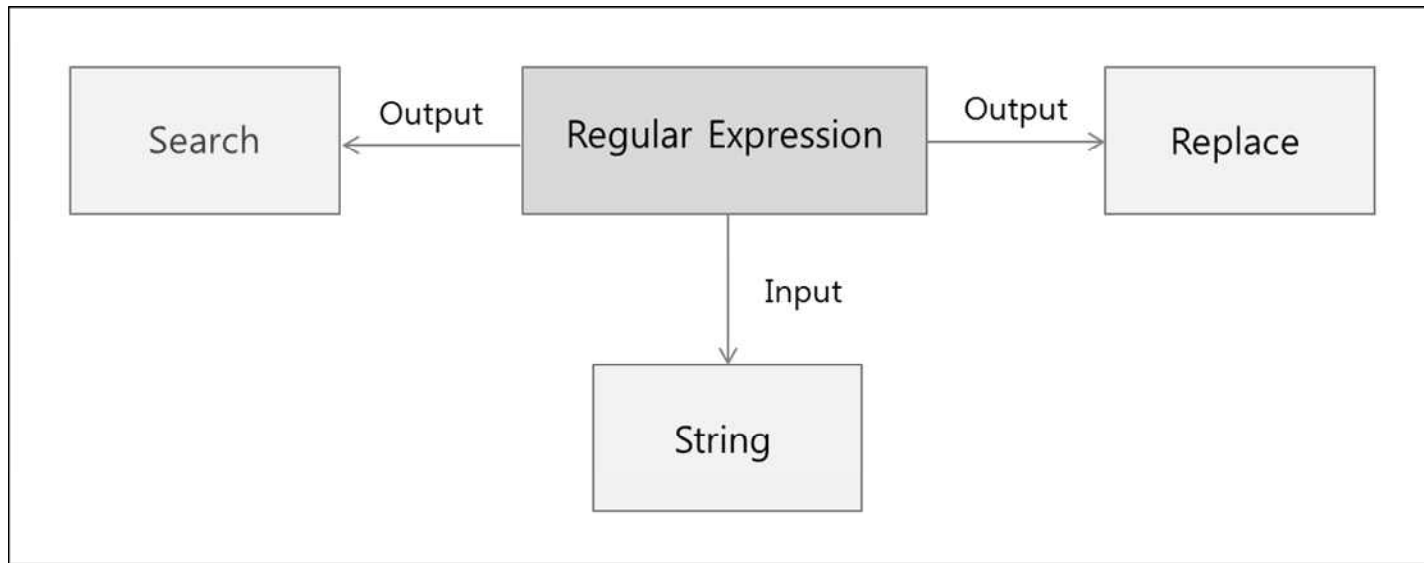 Search
Output
Regular Expression
Output
Replace
Input
String